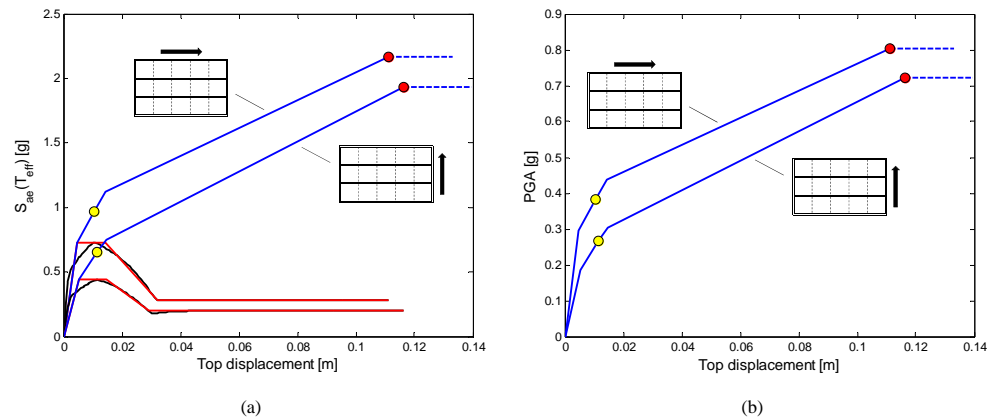 2.5
2
1.5
1
0.5
0
0 0.02 0.04 0.06 0.08 0.1 0.12 0.14
S_ae(T_eff) [g]
Top displacement [m]
(a)
0.9
0.8
0.7
0.6
0.5
0.4
0.3
0.2
0.1
0
0 0.02 0.04 0.06 0.08 0.1 0.12 0.14
PGA [g]
Top displacement [m]
(b)